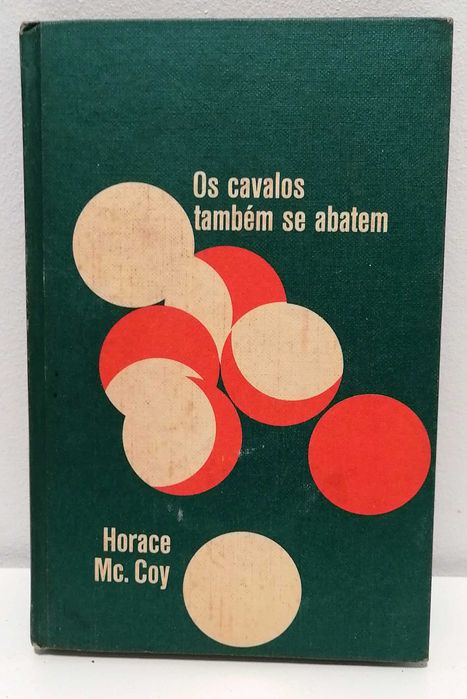 Os cavalos
também se abatem
Horace
Mc. Coy